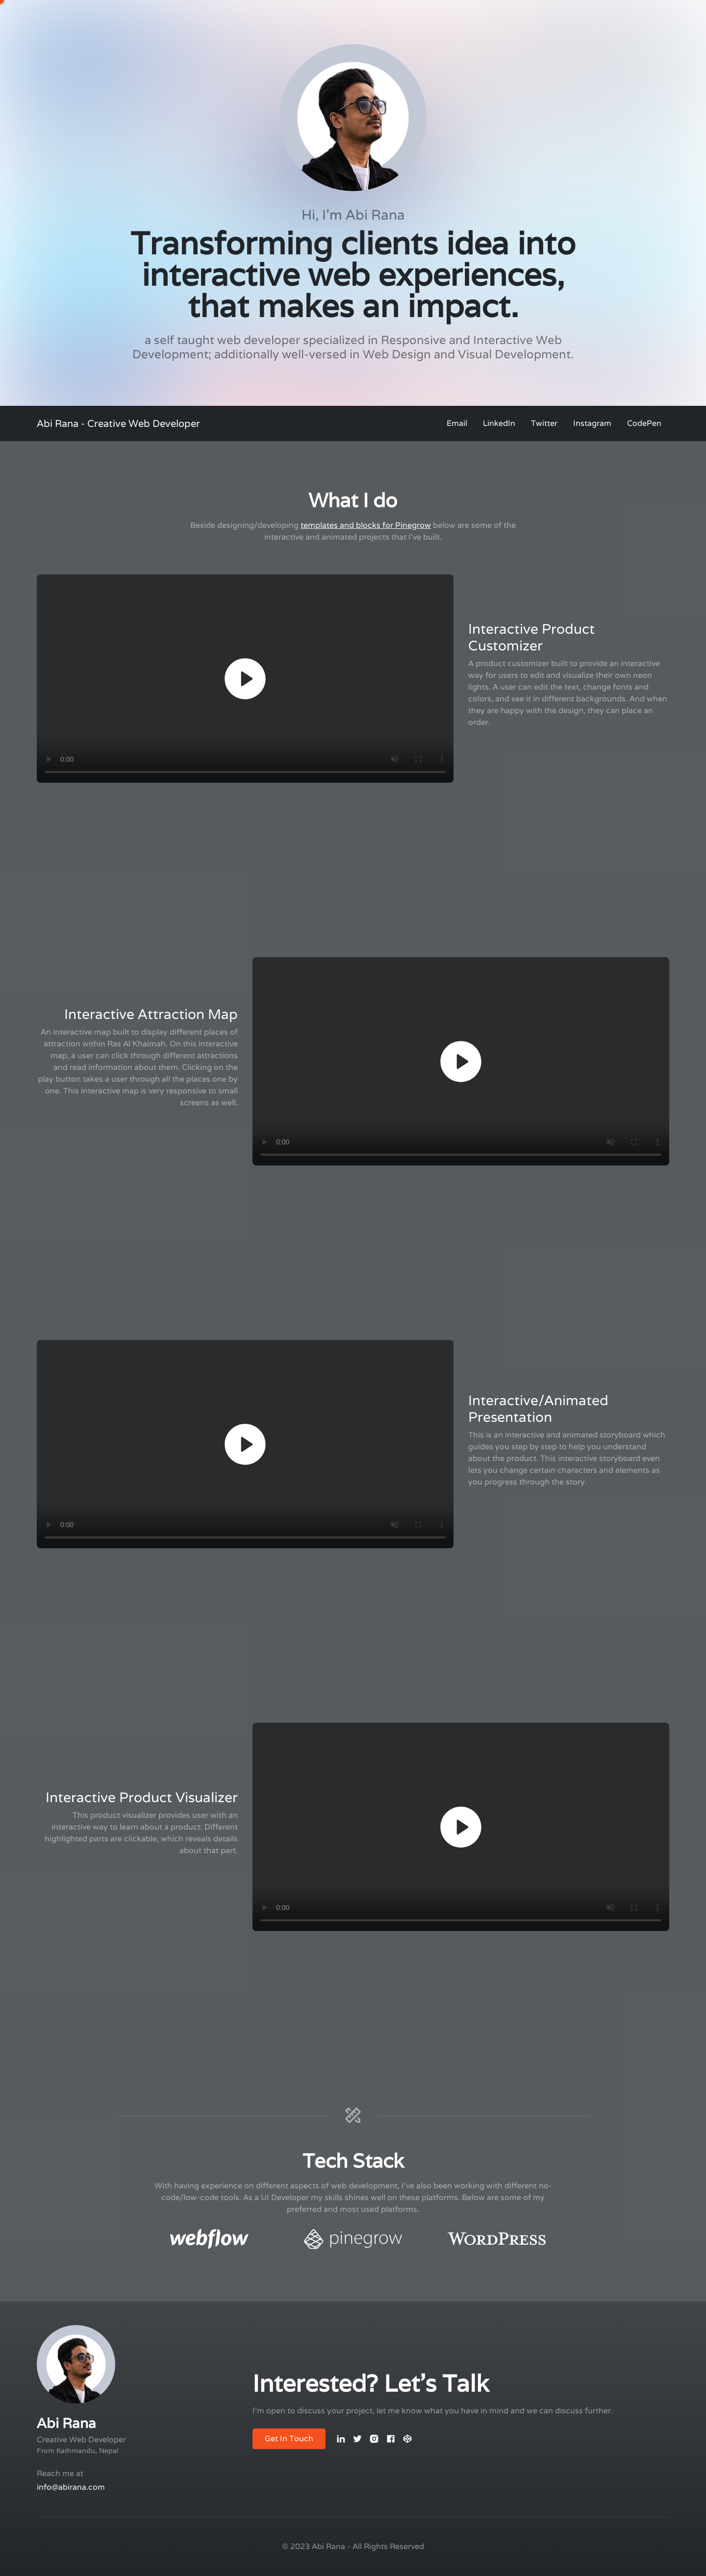 Hi, I'm Abi Rana
Transforming clients idea into
interactive web experiences,
that makes an impact.
a self taught web developer specialized in Responsive and Interactive Web
Development; additionally well-versed in Web Design and Visual Development.
Abi Rana - Creative Web Developer
Email
LinkedIn
Twitter
Instagram
CodePen
What I do
Beside designing/developing templates and blocks for Pinegrow below are some of the
interactive and animated projects that I've built.
0:00
Interactive Product
Customizer
A product customizer built to provide an interactive
way for users to edit and visualize their own neon
lights. A user can edit the text, change fonts and
colors, and see it in different backgrounds. And when
they are happy with the design, they can place an
order.
Interactive Attraction Map
An interactive map built to display different places of
attraction within Ras Al Khaimah. On this interactive
map, a user can click through different attractions
and read information about them. Clicking on the
play button takes a user through all the places one by
one. This interactive map is very responsive to small
screens as well.
0:00
0:00
Interactive/Animated
Presentation
This is an interactive and animated storyboard which
guides you step by step to help you understand
about the product. This interactive storyboard even
lets you change certain characters and elements as
you progress through the story.
Interactive Product Visualizer
This product visualizer provides user with an
interactive way to learn about a product. Different
highlighted parts are clickable, which reveals details
about that part.
0:00
Tech Stack
With having experience on different aspects of web development, I've also been working with different no-
code/low-code tools. As a UI Developer my skills shines well on these platforms. Below are some of my
preferred and most used platforms.
webflow
pinegrow
WORDPRESS
Abi Rana
Creative Web Developer
From Kathmandu, Nepal
Reach me at
info@abirana.com
Interested? Let's Talk
I'm open to discuss your project, let me know what you have in mind and we can discuss further.
Get In Touch
© 2023 Abi Rana - All Rights Reserved